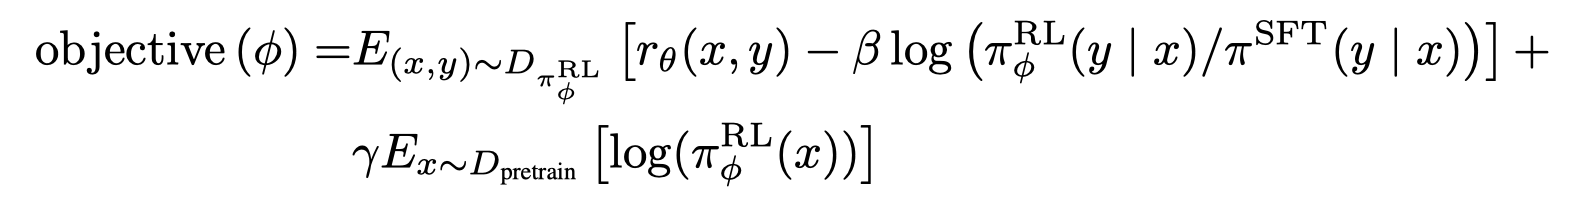 objective (ϕ) =E_{(x,y)∼D_{π_ϕ^{RL}}} [r_θ(x, y) − β log (π_ϕ^{RL}(y | x)/π^{SFT}(y | x))] +
γE_{x∼D_{pretrain}} [log(π_ϕ^{RL}(x))]